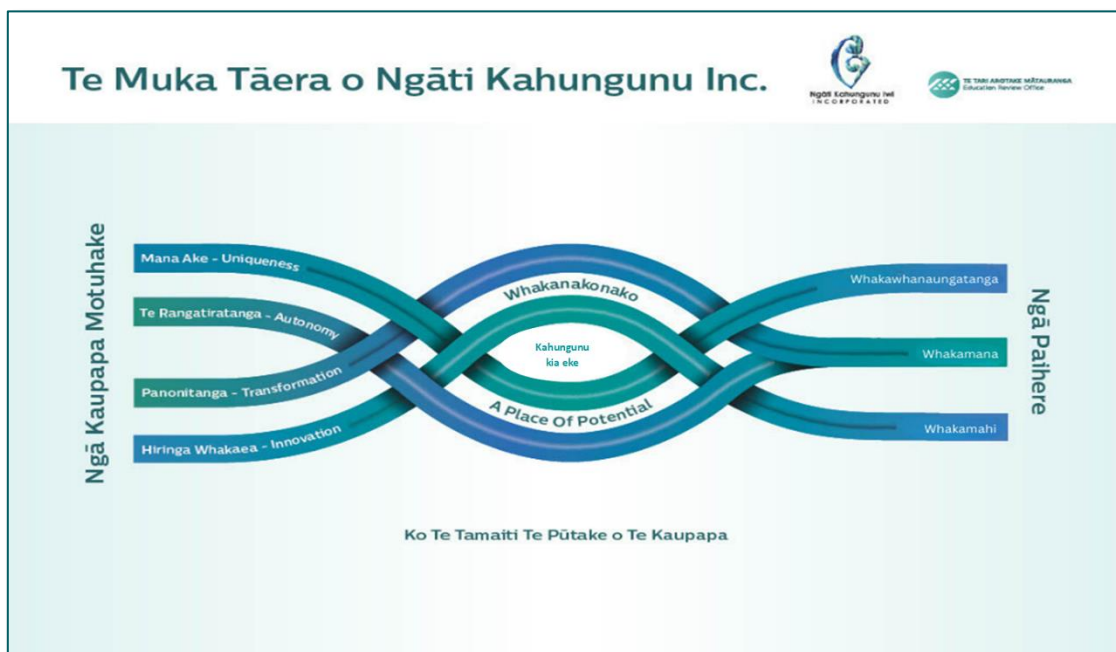 Te Muka Tāera o Ngāti Kahungunu Inc.
Ngāti Kahungunu Iwi
INCORPORATED
TE TARI AROTAKE MĀTAURANGA
Education Review Office
Ngā Kaupapa Motuhake
Mana Ake - Uniqueness
Te Rangatiratanga - Autonomy
Panonitanga - Transformation
Hiringa Whakaea - Innovation
Whakanakonako
Kahungunu
kia eke
A Place Of Potential
Whakawhanaungatanga
Whakamana
Whakamahi
Ngā Paihere
Ko Te Tamaiti Te Pūtake o Te Kaupapa